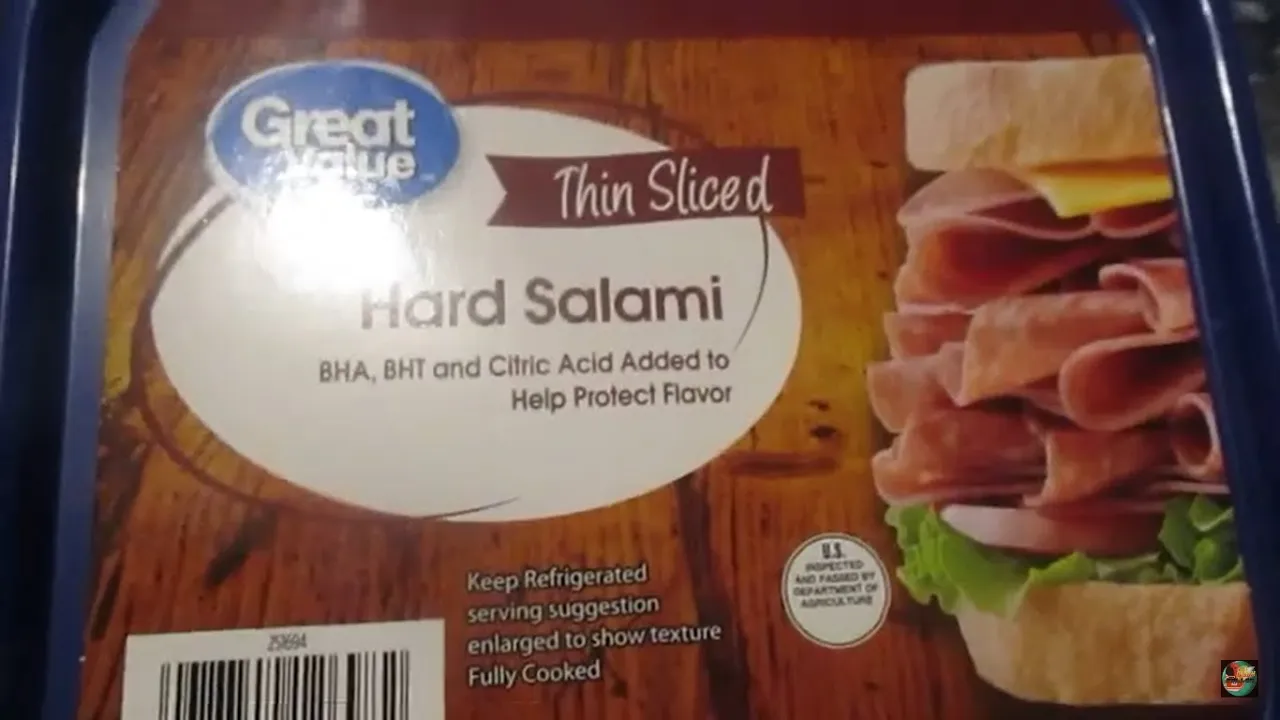 Great
Value
Thin Sliced
Hard Salami
BHA, BHT and Citric Acid Added to
Help Protect Flavor
U.S.
INSPECTED
AND PASSED BY
DEPARTMENT OF
AGRICULTURE
Keep Refrigerated
serving suggestion
enlarged to show texture
Fully Cooked
251694